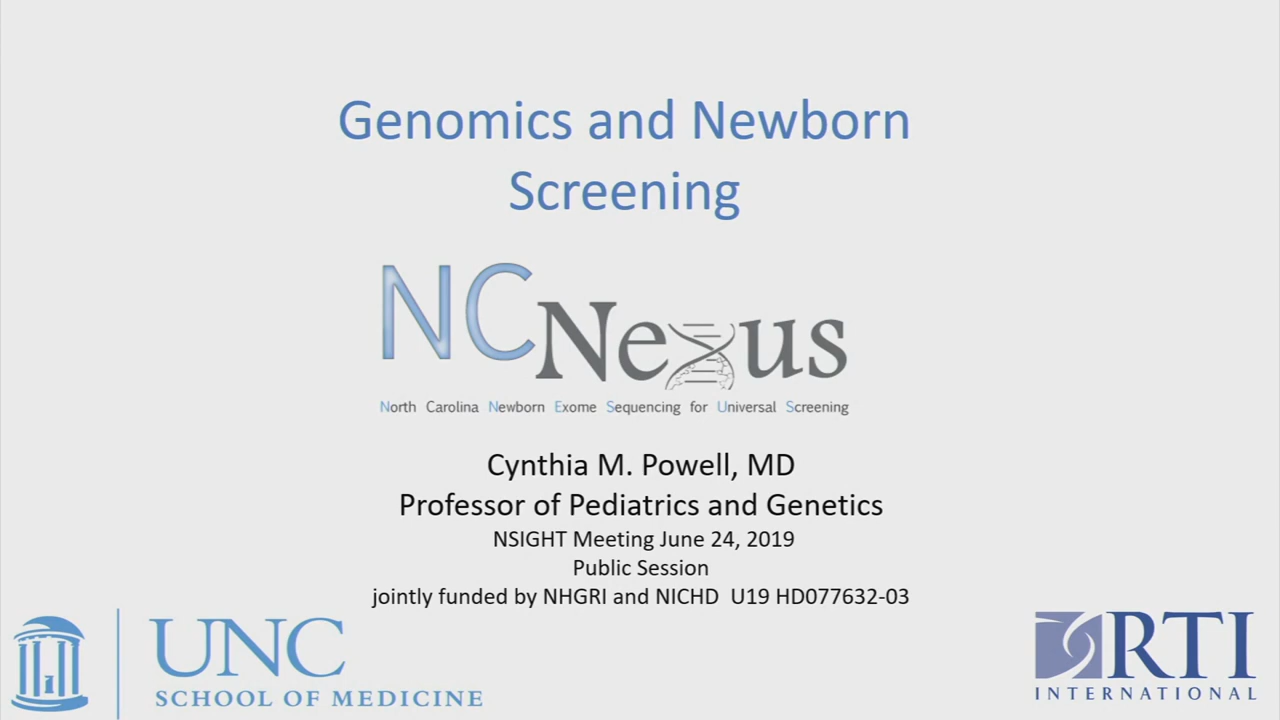 Genomics and Newborn
Screening
NC Nexus
North Carolina Newborn Exome Sequencing for Universal Screening
Cynthia M. Powell, MD
Professor of Pediatrics and Genetics
NSIGHT Meeting June 24, 2019
Public Session
jointly funded by NHGRI and NICHD U19 HD077632-03
UNC
SCHOOL OF MEDICINE
RTI
INTERNATIONAL